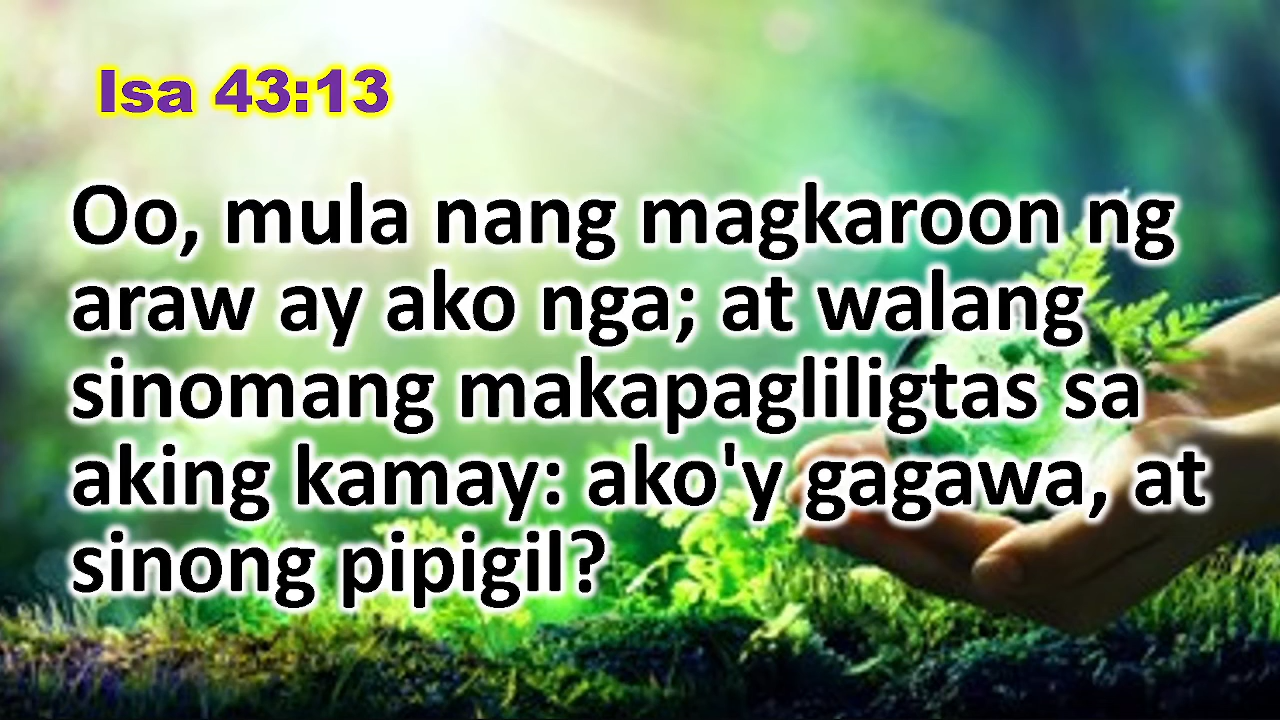 Isa 43:13
Oo, mula nang magkaroon ng
araw ay ako nga; at walang
sinomang makapagliligtas sa
aking kamay: ako'y gagawa, at
sinong pipigil?